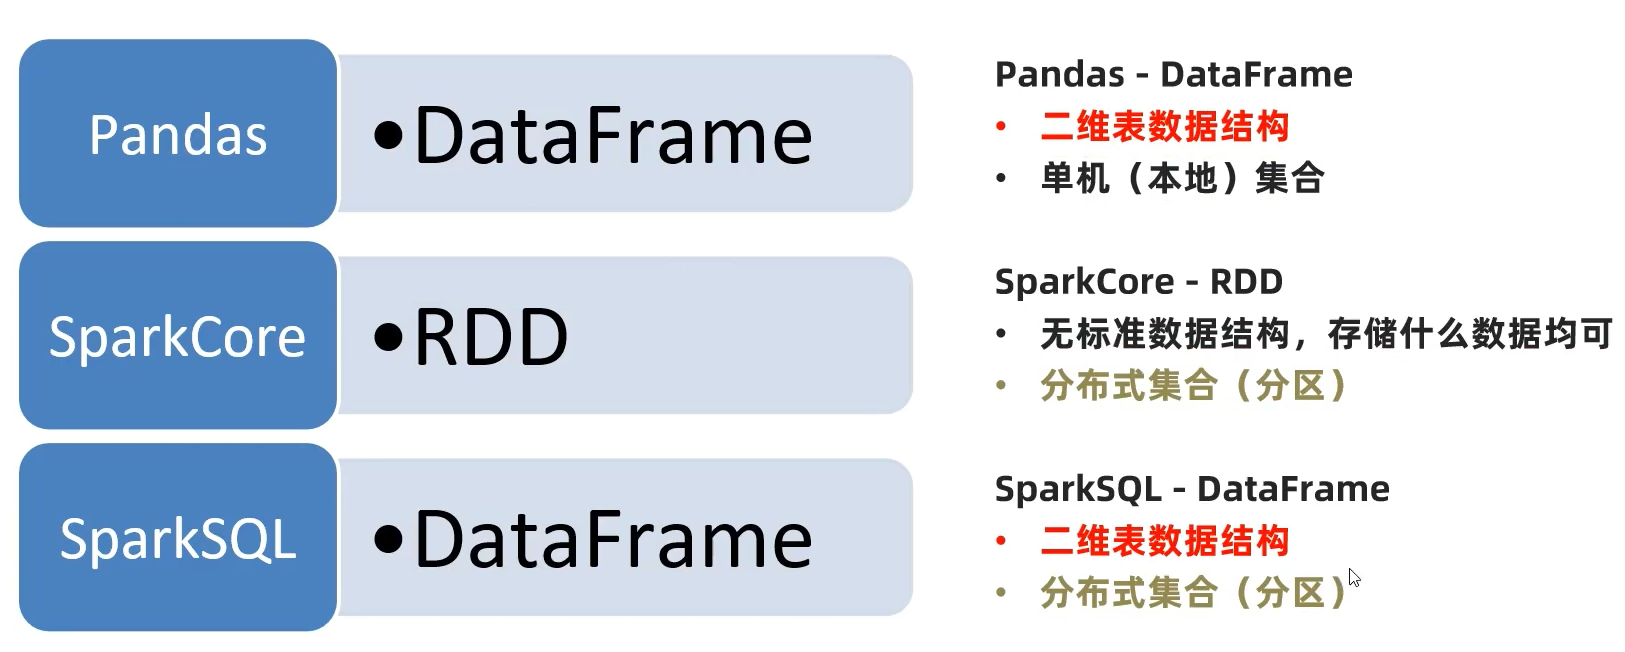 Pandas
•DataFrame
Pandas - DataFrame
• 二维表数据结构
• 单机（本地）集合
SparkCore
•RDD
SparkCore - RDD
• 无标准数据结构，存储什么数据均可
• 分布式集合（分区）
SparkSQL
•DataFrame
SparkSQL - DataFrame
• 二维表数据结构
• 分布式集合（分区）